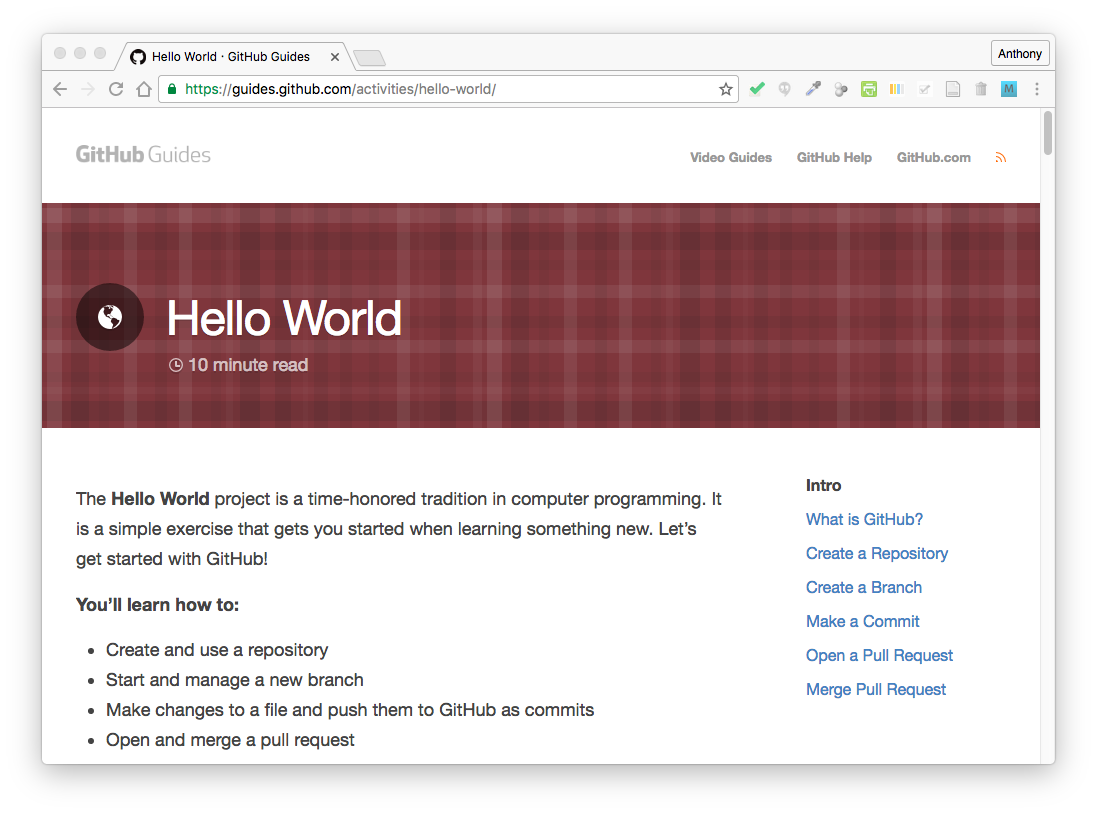 Hello World · GitHub Guides
Anthony
https://guides.github.com/activities/hello-world/
M
GitHub Guides
Video Guides
GitHub Help
GitHub.com
Hello World
10 minute read
The Hello World project is a time-honored tradition in computer programming. It
is a simple exercise that gets you started when learning something new. Let’s
get started with GitHub!
You’ll learn how to:
Create and use a repository
Start and manage a new branch
Make changes to a file and push them to GitHub as commits
Open and merge a pull request
Intro
What is GitHub?
Create a Repository
Create a Branch
Make a Commit
Open a Pull Request
Merge Pull Request